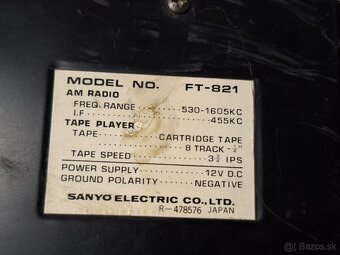 MODEL NO. FT-821
AM RADIO
FREQ. RANGE 530-1605KC
I.F 455KC
TAPE PLAYER
TAPE CARTRIDGE TAPE
8 TRACK-¼"
TAPE SPEED 3¾ IPS
POWER SUPPLY 12V D.C
GROUND POLARITY NEGATIVE
SANYO ELECTRIC CO., LTD.
R-478576 JAPAN
bazos.sk